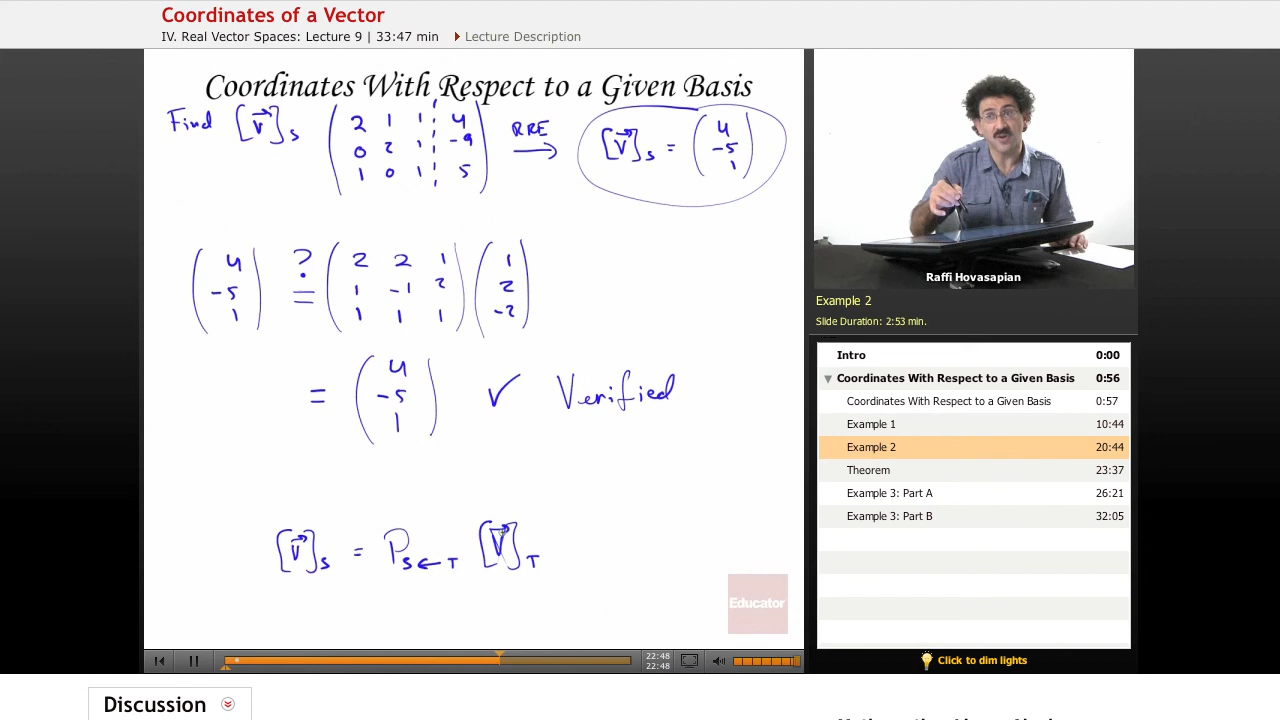 Coordinates of a Vector
IV. Real Vector Spaces: Lecture 9 | 33:47 min
Lecture Description
Coordinates With Respect to a Given Basis
Find [v]S ( 2 1 1 4 RRE [v]S = ( 4
0 2 1 -9 → -5
1 0 1 5 ) 1 )
( 4 ? ( 2 2 1 ( 1
-5 = 1 -1 2 2
1 ) 1 1 1 ) -2 )
( 4
= -5 ✓ Verified
1 )
[v]S = PS←T [v]T
Educator
Raffi Hovasapian
Example 2
Slide Duration: 2:53 min.
Intro 0:00
Coordinates With Respect to a Given Basis 0:56
Coordinates With Respect to a Given Basis 0:57
Example 1 10:44
Example 2 20:44
Theorem 23:37
Example 3: Part A 26:21
Example 3: Part B 32:05
22:48
22:48
Click to dim lights
Discussion